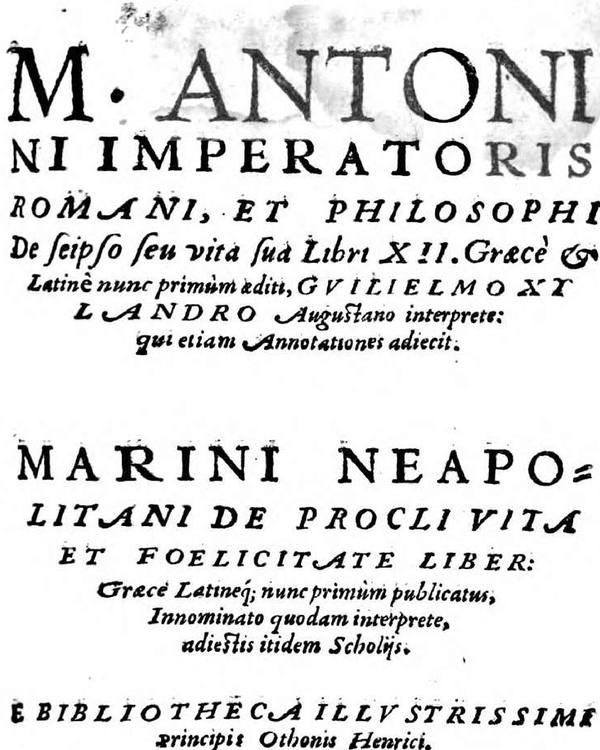 M. ANTONI
NI IMPERATORIS
ROMANI, ET PHILOSOPHI
De ſeipſo ſeu vita ſua Libri XII. Græcè &
Latinè nunc primùm æditi, GVILIELMO XY
LANDRO Auguſtano interprete:
qui etiam Annotationes adiecit.
MARINI NEAPO=
LITANI DE PROCLI VITA
ET FOELICITATE LIBER:
Græcè Latineq́; nunc primùm publicatus,
Innominato quodam interprete,
adiectis itidem Scholijs.
E BIBLIOTHECA ILLVSTRISSIMI
principis Othonis Henrici.